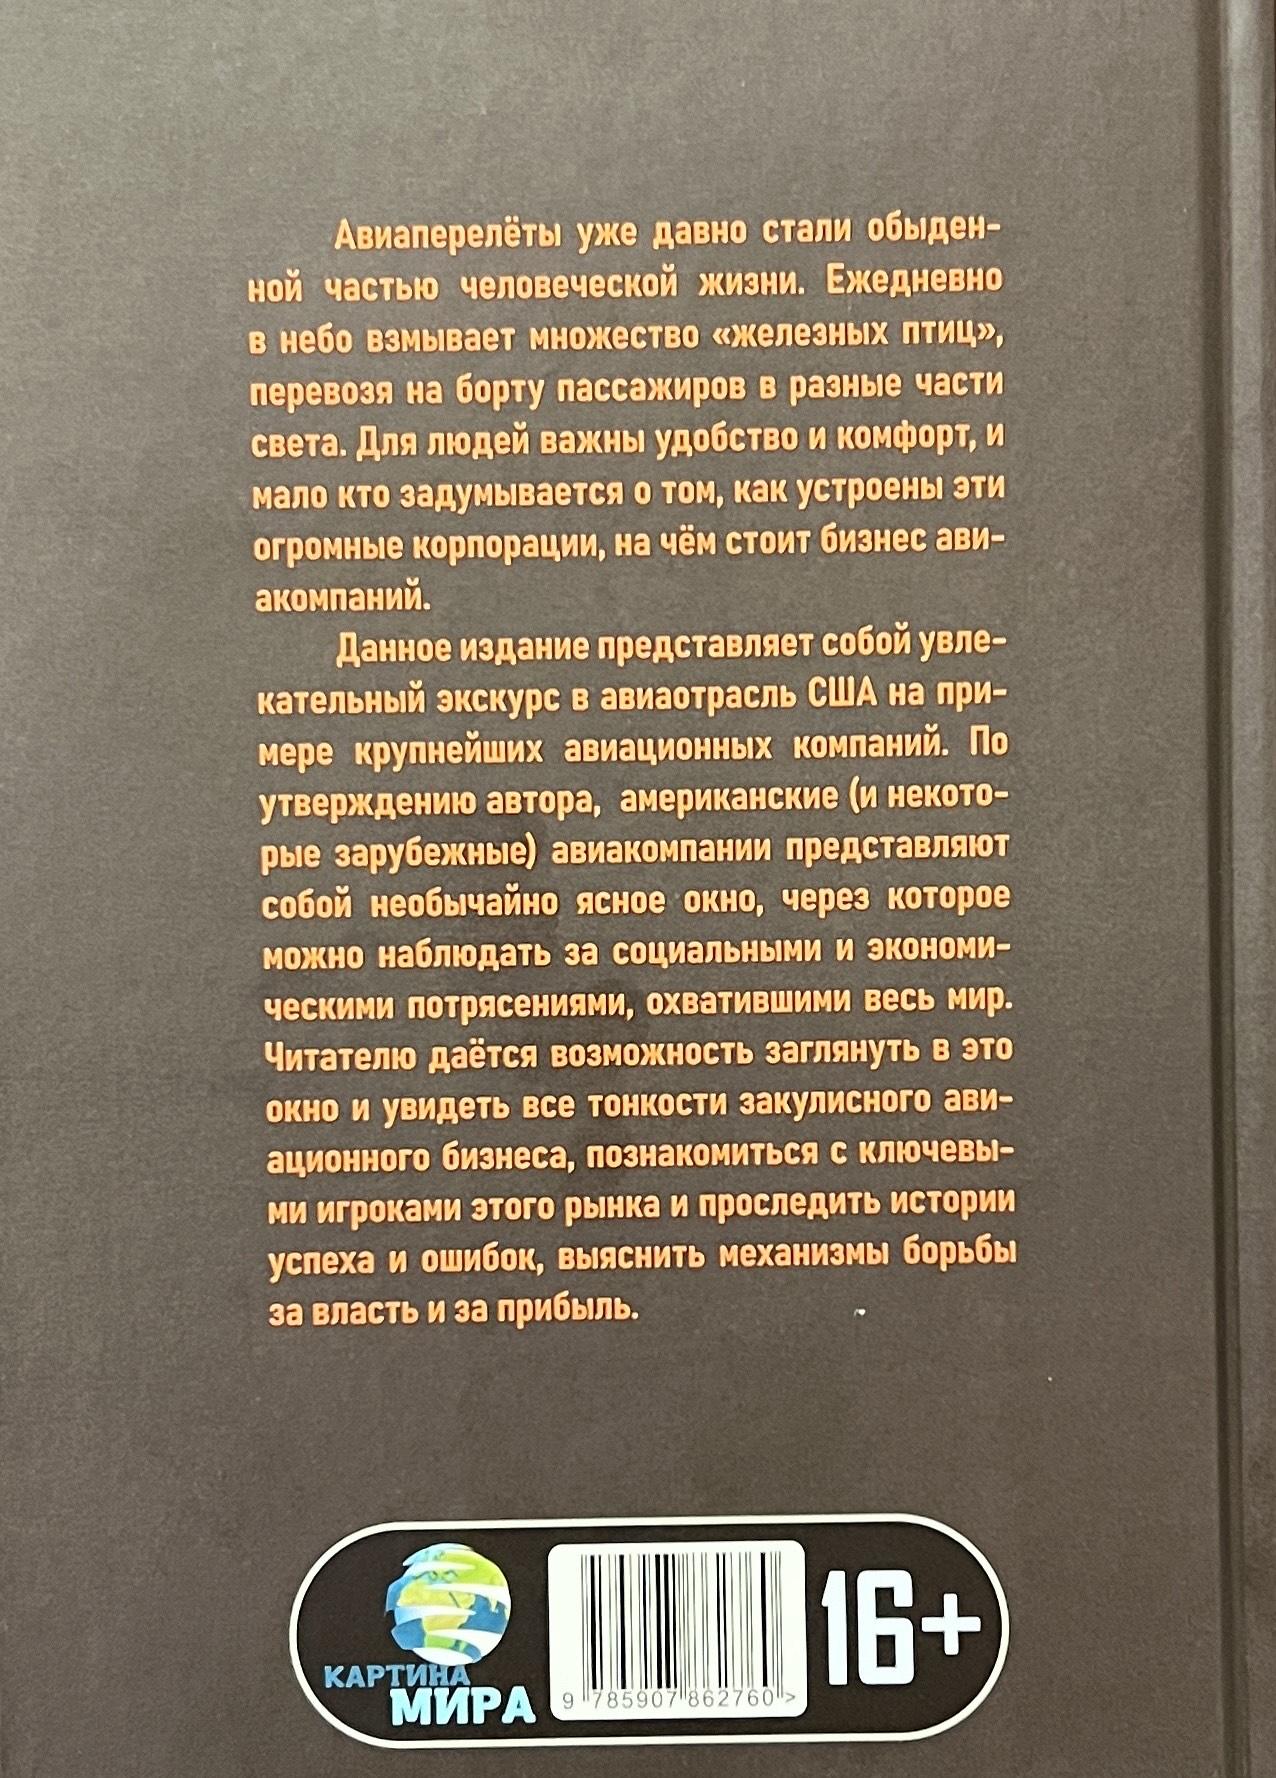 Авиаперелёты уже давно стали обыден-
ной частью человеческой жизни. Ежедневно
в небо взмывает множество «железных птиц»,
перевозя на борту пассажиров в разные части
света. Для людей важны удобство и комфорт, и
мало кто задумывается о том, как устроены эти
огромные корпорации, на чём стоит бизнес ави-
акомпаний.
Данное издание представляет собой увле-
кательный экскурс в авиаотрасль США на при-
мере крупнейших авиационных компаний. По
утверждению автора, американские (и некото-
рые зарубежные) авиакомпании представляют
собой необычайно ясное окно, через которое
можно наблюдать за социальными и экономи-
ческими потрясениями, охватившими весь мир.
Читателю даётся возможность заглянуть в это
окно и увидеть все тонкости закулисного ави-
ационного бизнеса, познакомиться с ключевы-
ми игроками этого рынка и проследить истории
успеха и ошибок, выяснить механизмы борьбы
за власть и за прибыль.
КАРТИНА
МИРА
9 785907 862760 >
16+